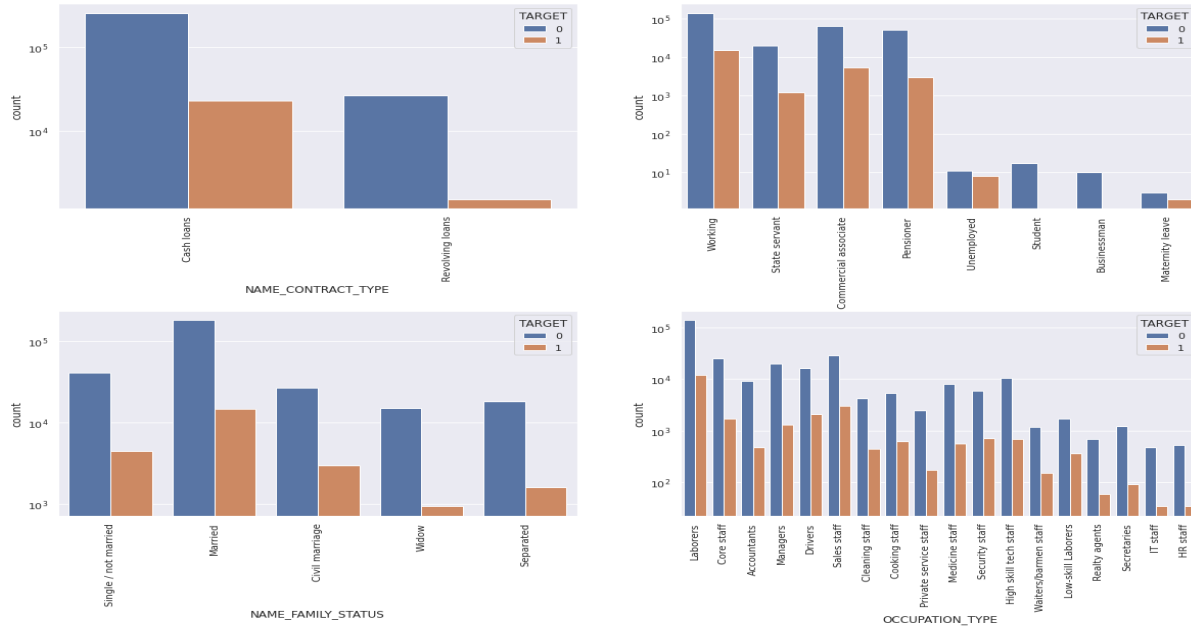 TARGET
0
1
10^5
10^4
count
Cash loans
Revolving loans
NAME_CONTRACT_TYPE
TARGET
0
1
10^5
10^4
10^3
10^2
10^1
count
Working
State servant
Commercial associate
Pensioner
Unemployed
Student
Businessman
Maternity leave
TARGET
0
1
10^5
10^4
10^3
count
Single / not married
Married
Civil marriage
Widow
Separated
NAME_FAMILY_STATUS
TARGET
0
1
10^5
10^4
10^3
10^2
count
Laborers
Core staff
Accountants
Managers
Drivers
Sales staff
Cleaning staff
Cooking staff
Private service staff
Medicine staff
Security staff
High skill tech staff
Waiters/barmen staff
Low-skill Laborers
Realty agents
Secretaries
IT staff
HR staff
OCCUPATION_TYPE